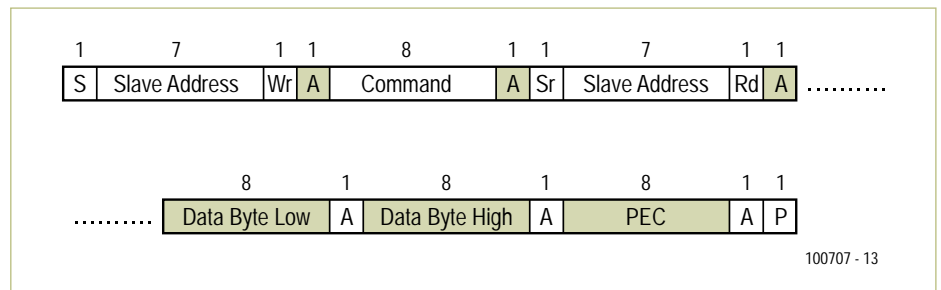 1 7 1 1 8 1 1 7 1 1
S Slave Address Wr A Command A Sr Slave Address Rd A ..........
8 1 8 1 8 1 1
.......... Data Byte Low A Data Byte High A PEC A P
100707 - 13